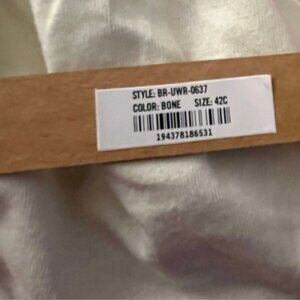 STYLE: BR-UWR-0637
COLOR: BONE SIZE: 42C
194378186531